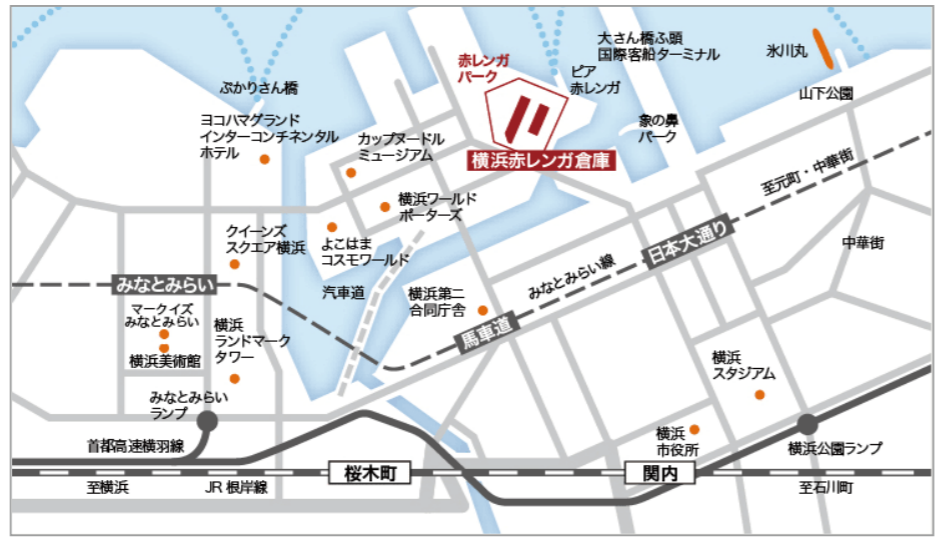 大さん橋ふ頭
国際客船ターミナル
氷川丸
赤レンガ
パーク
ピア
赤レンガ
ぷかりさん橋
山下公園
ヨコハマグランド
インターコンチネンタル
ホテル
カップヌードル
ミュージアム
象の鼻
パーク
横浜赤レンガ倉庫
至元町・中華街
横浜ワールド
ポーターズ
クイーンズ
スクエア横浜
よこはま
コスモワールド
日本大通り
中華街
みなとみらい
汽車道
横浜第二
合同庁舎
みなとみらい線
マークイズ
みなとみらい
横浜
ランドマーク
タワー
馬車道
横浜美術館
横浜
スタジアム
みなとみらい
ランプ
首都高速横羽線
横浜
市役所
横浜公園ランプ
桜木町
関内
至横浜
JR根岸線
至石川町